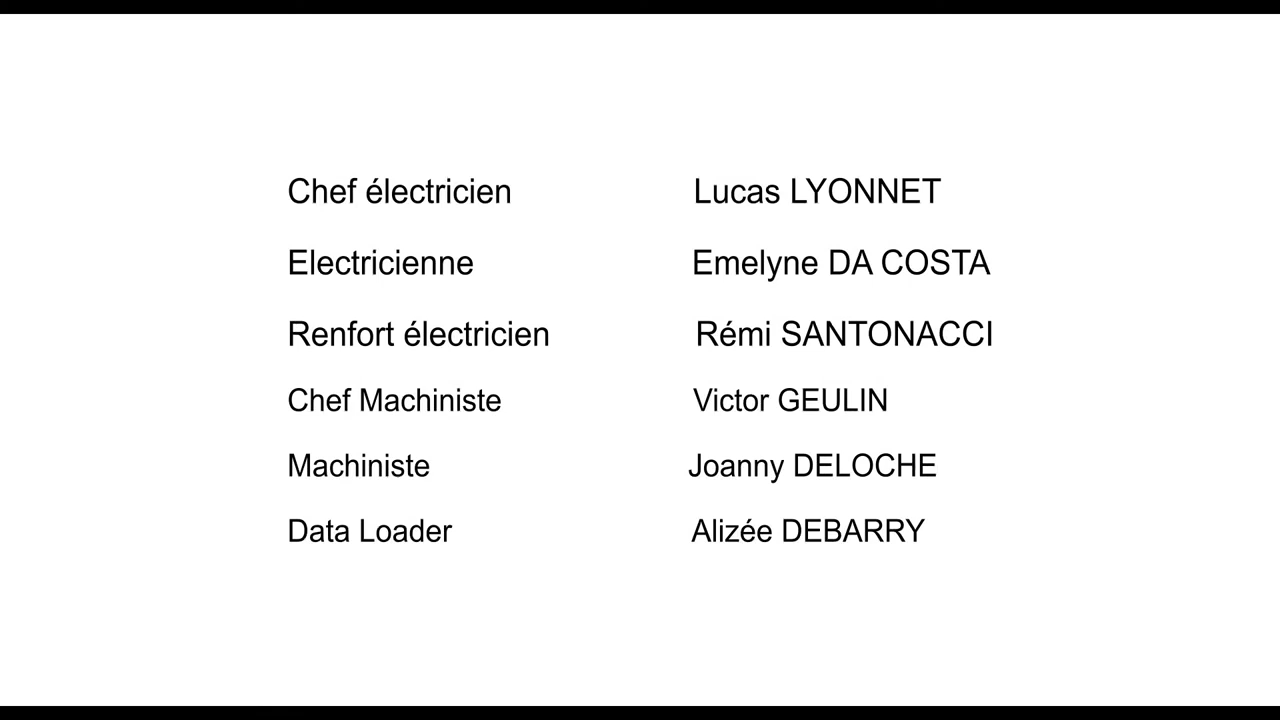 Chef électricien Lucas LYONNET
Electricienne Emelyne DA COSTA
Renfort électricien Rémi SANTONACCI
Chef Machiniste Victor GEULIN
Machiniste Joanny DELOCHE
Data Loader Alizée DEBARRY